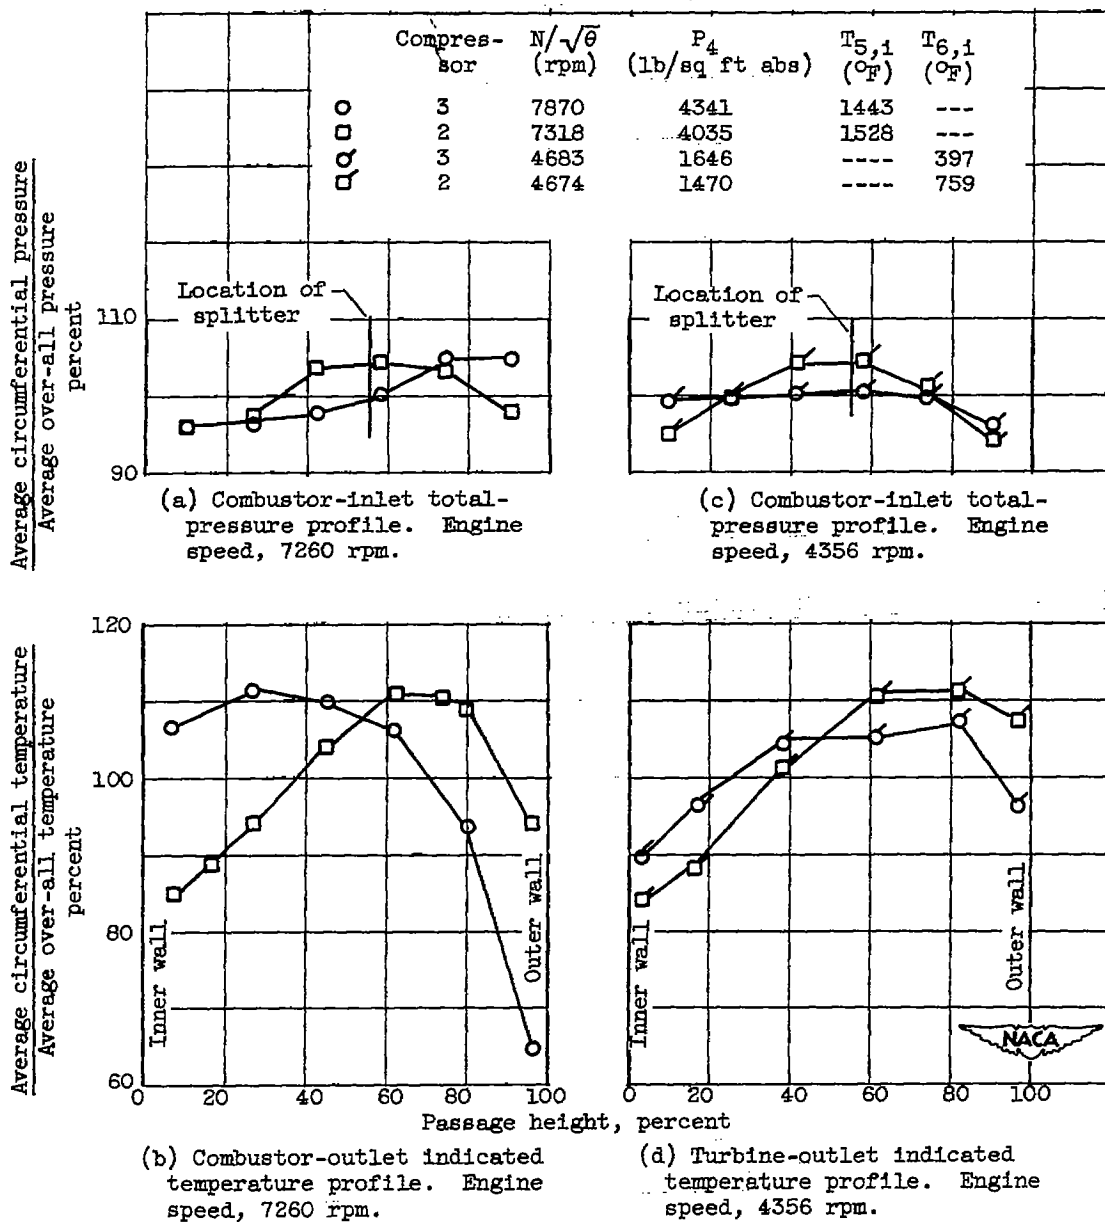 Compres- N/√θ P4 T5,i T6,i
sor (rpm) (lb/sq ft abs) (°F) (°F)
3 7870 4341 1443 ---
2 7318 4035 1528 ---
3 4683 1646 ---- 397
2 4674 1470 ---- 759
Average circumferential pressure
Average over-all pressure
percent
110
90
Location of
splitter
Location of
splitter
(a) Combustor-inlet total-
pressure profile. Engine
speed, 7260 rpm.
(c) Combustor-inlet total-
pressure profile. Engine
speed, 4356 rpm.
Average circumferential temperature
Average over-all temperature
percent
120
100
80
60
Inner wall
Outer wall
Inner wall
Outer wall
NACA
0 20 40 60 80 100 0 20 40 60 80 100
Passage height, percent
(b) Combustor-outlet indicated
temperature profile. Engine
speed, 7260 rpm.
(d) Turbine-outlet indicated
temperature profile. Engine
speed, 4356 rpm.